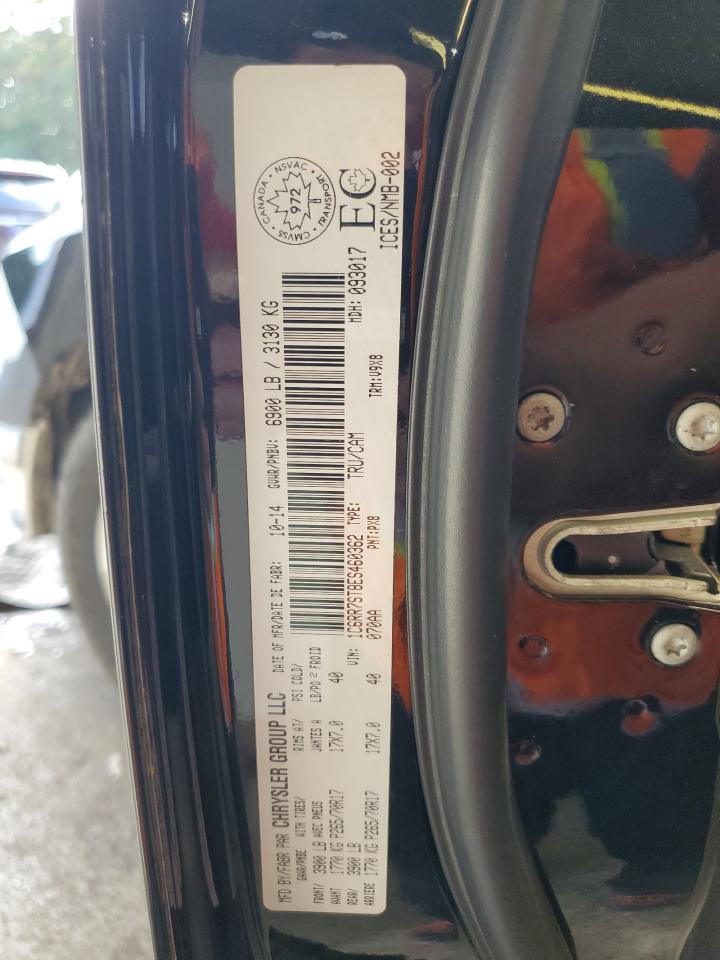 MFD BY/FABR PAR CHRYSLER GROUP LLC DATE OF MFR/DATE DE FABR: 10-14 GVWR/PNBV: 6900 LB / 3130 KG
GAWR/PNBE WITH TIRES/ RIMS AT/ PSI COLD/
FRONT/ 3900 LB AVEC PNEUS JANTES A LB/PO 2 FROID
AVANT 1770 KG P265/70R17 17X7.0 40
REAR/ 3900 LB
ARRIERE 1770 KG P265/70R17 17X7.0 40
VIN: 1C6RR7ST8ES460362 TYPE: TRU/CAM MDH: 093017
070AA PNT:PX8 TRM:V9X8
CANADA • NSVAC • TRANSPORT • CMVSS
972
EC
ICES/NMB-002